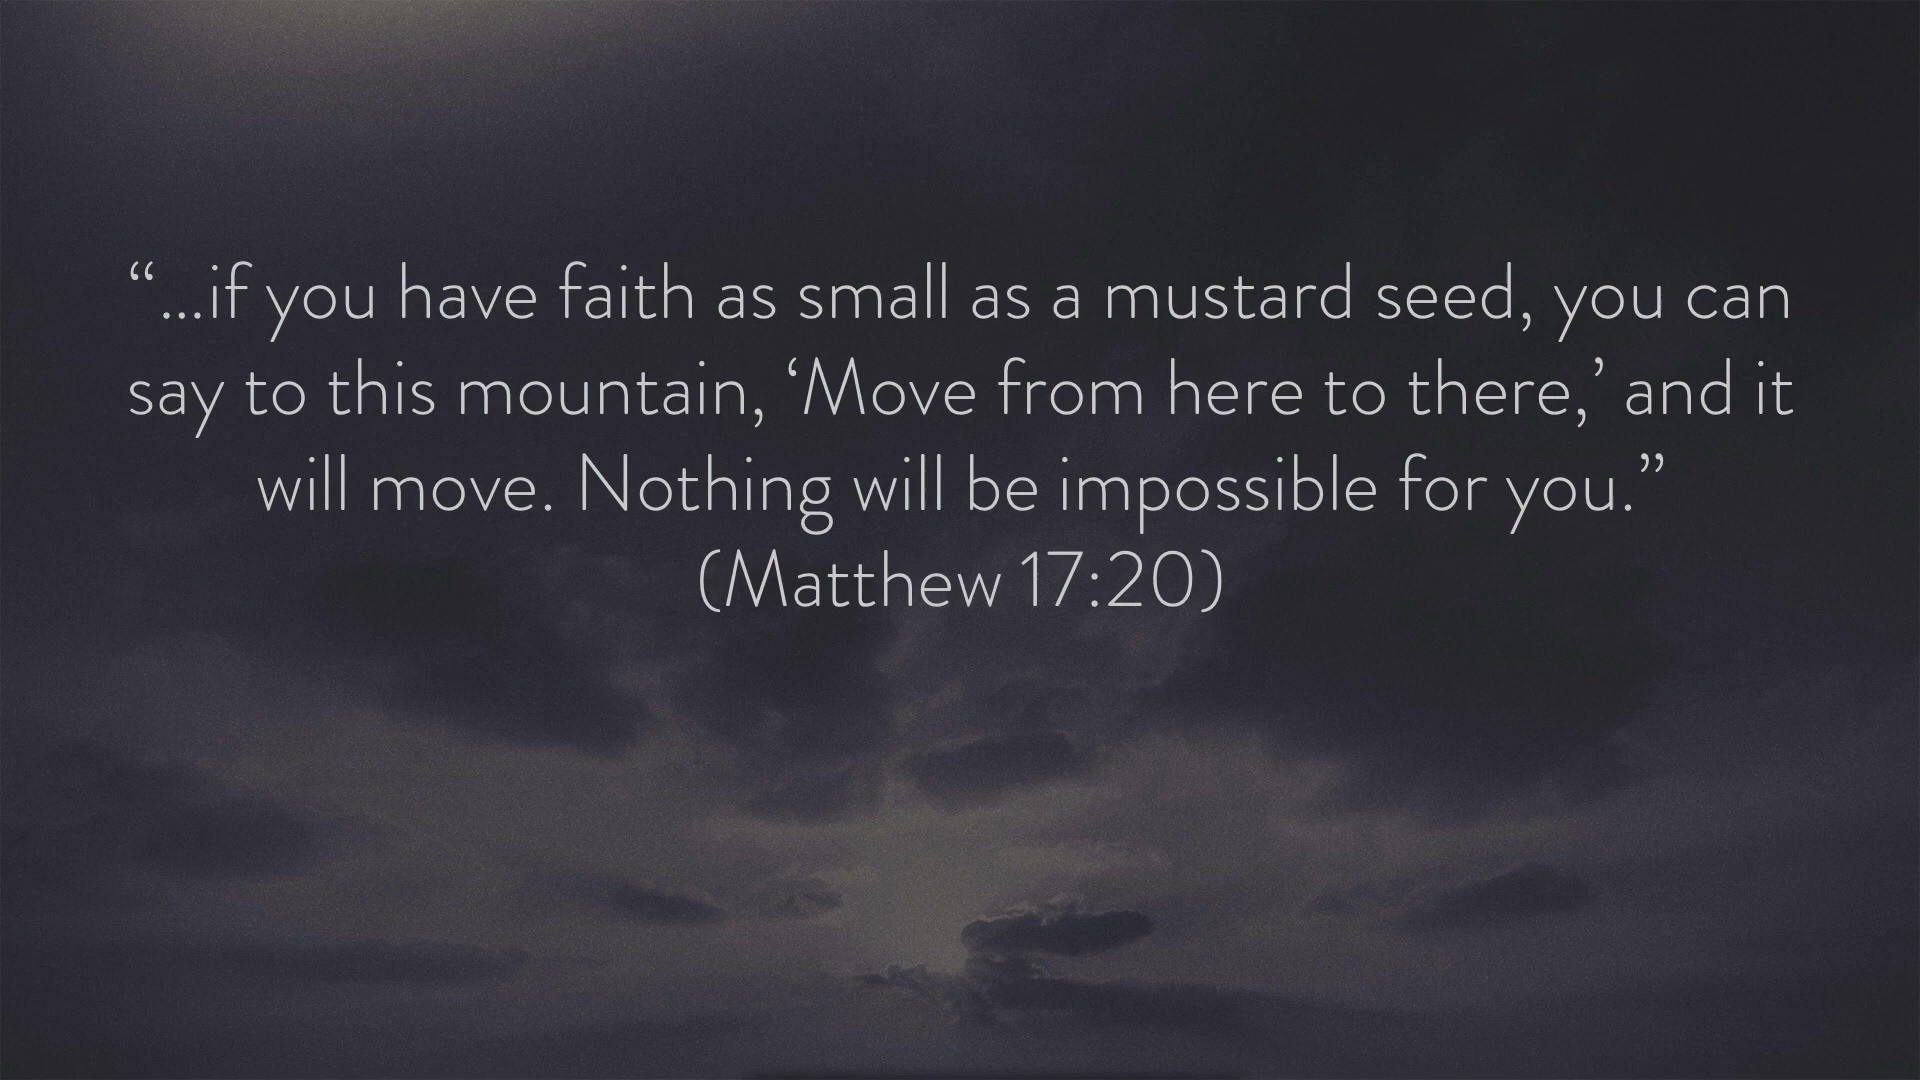 “...if you have faith as small as a mustard seed, you can
say to this mountain, ‘Move from here to there,’ and it
will move. Nothing will be impossible for you.”
(Matthew 17:20)